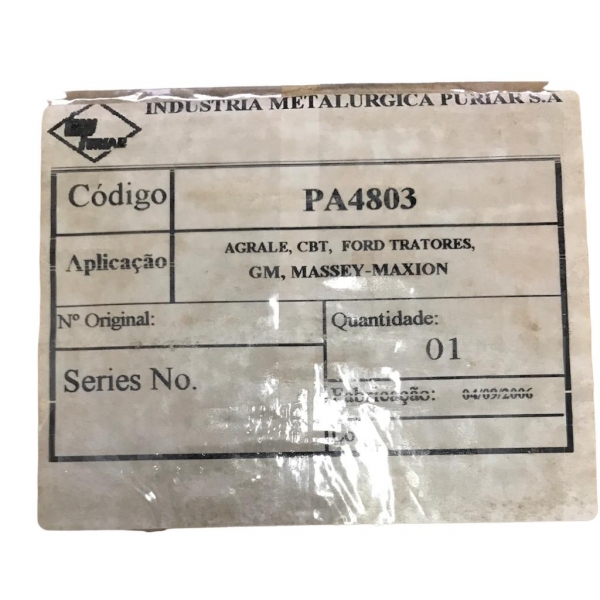 INDUSTRIA METALURGICA PURIAR S.A
PURIAR
Código
PA4803
Aplicação
AGRALE, CBT, FORD TRATORES,
GM, MASSEY-MAXION
Nº Original:
Quantidade:
01
Series No.
Fabricação: 04/09/2006